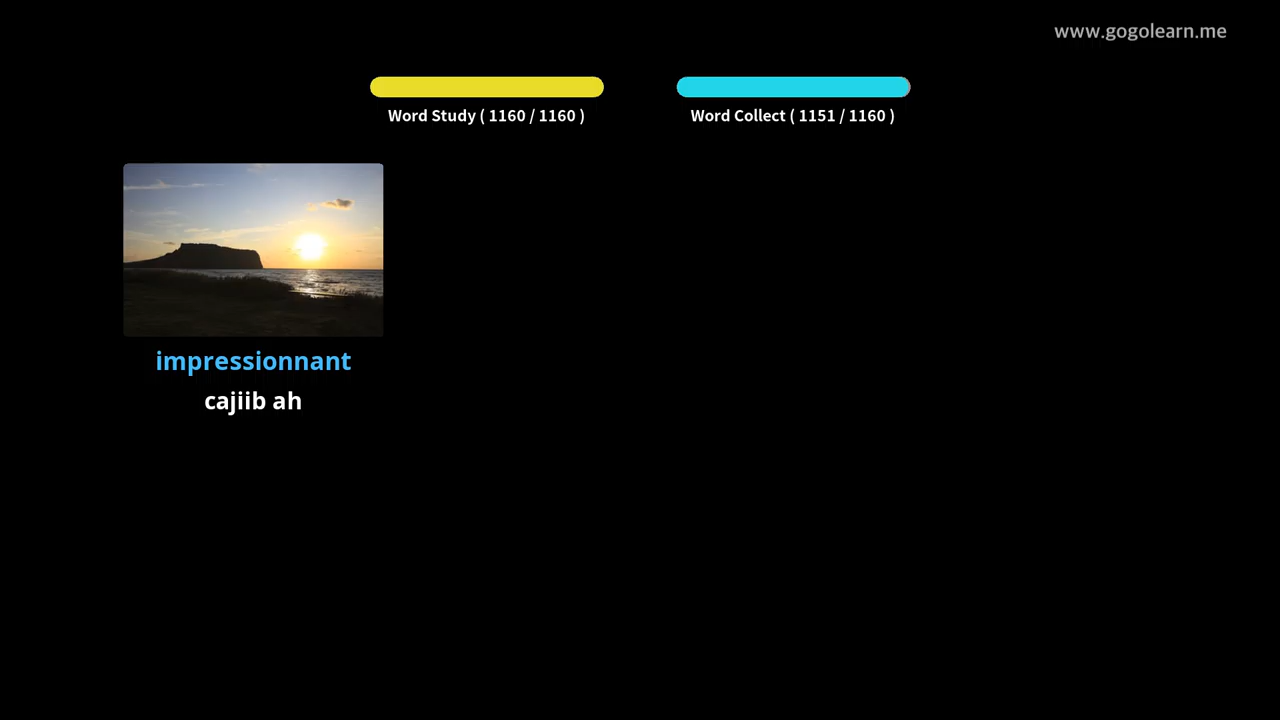 www.gogolearn.me
Word Study ( 1160 / 1160 )
Word Collect ( 1151 / 1160 )
impressionnant
cajiib ah